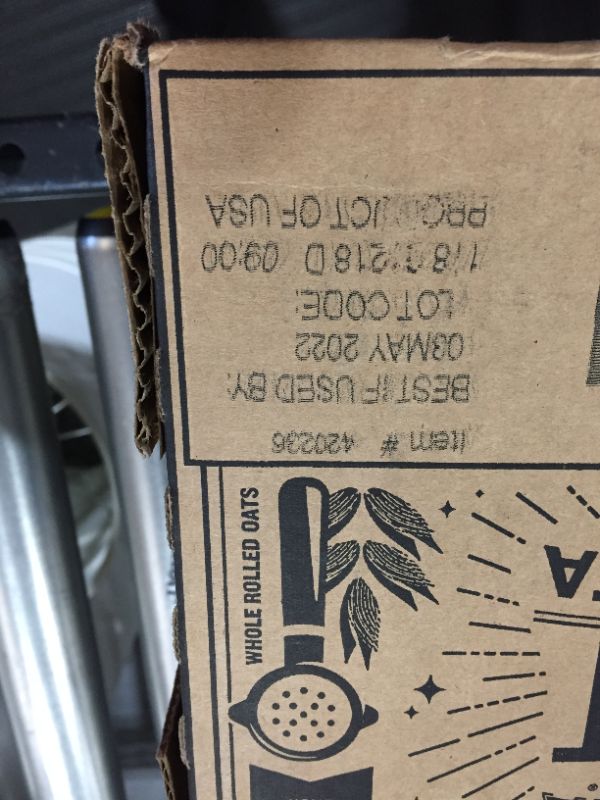 Item # 420236
BEST IF USED BY:
03MAY 2022
LOT CODE:
09:00
PRODUCT OF USA
WHOLE ROLLED OATS